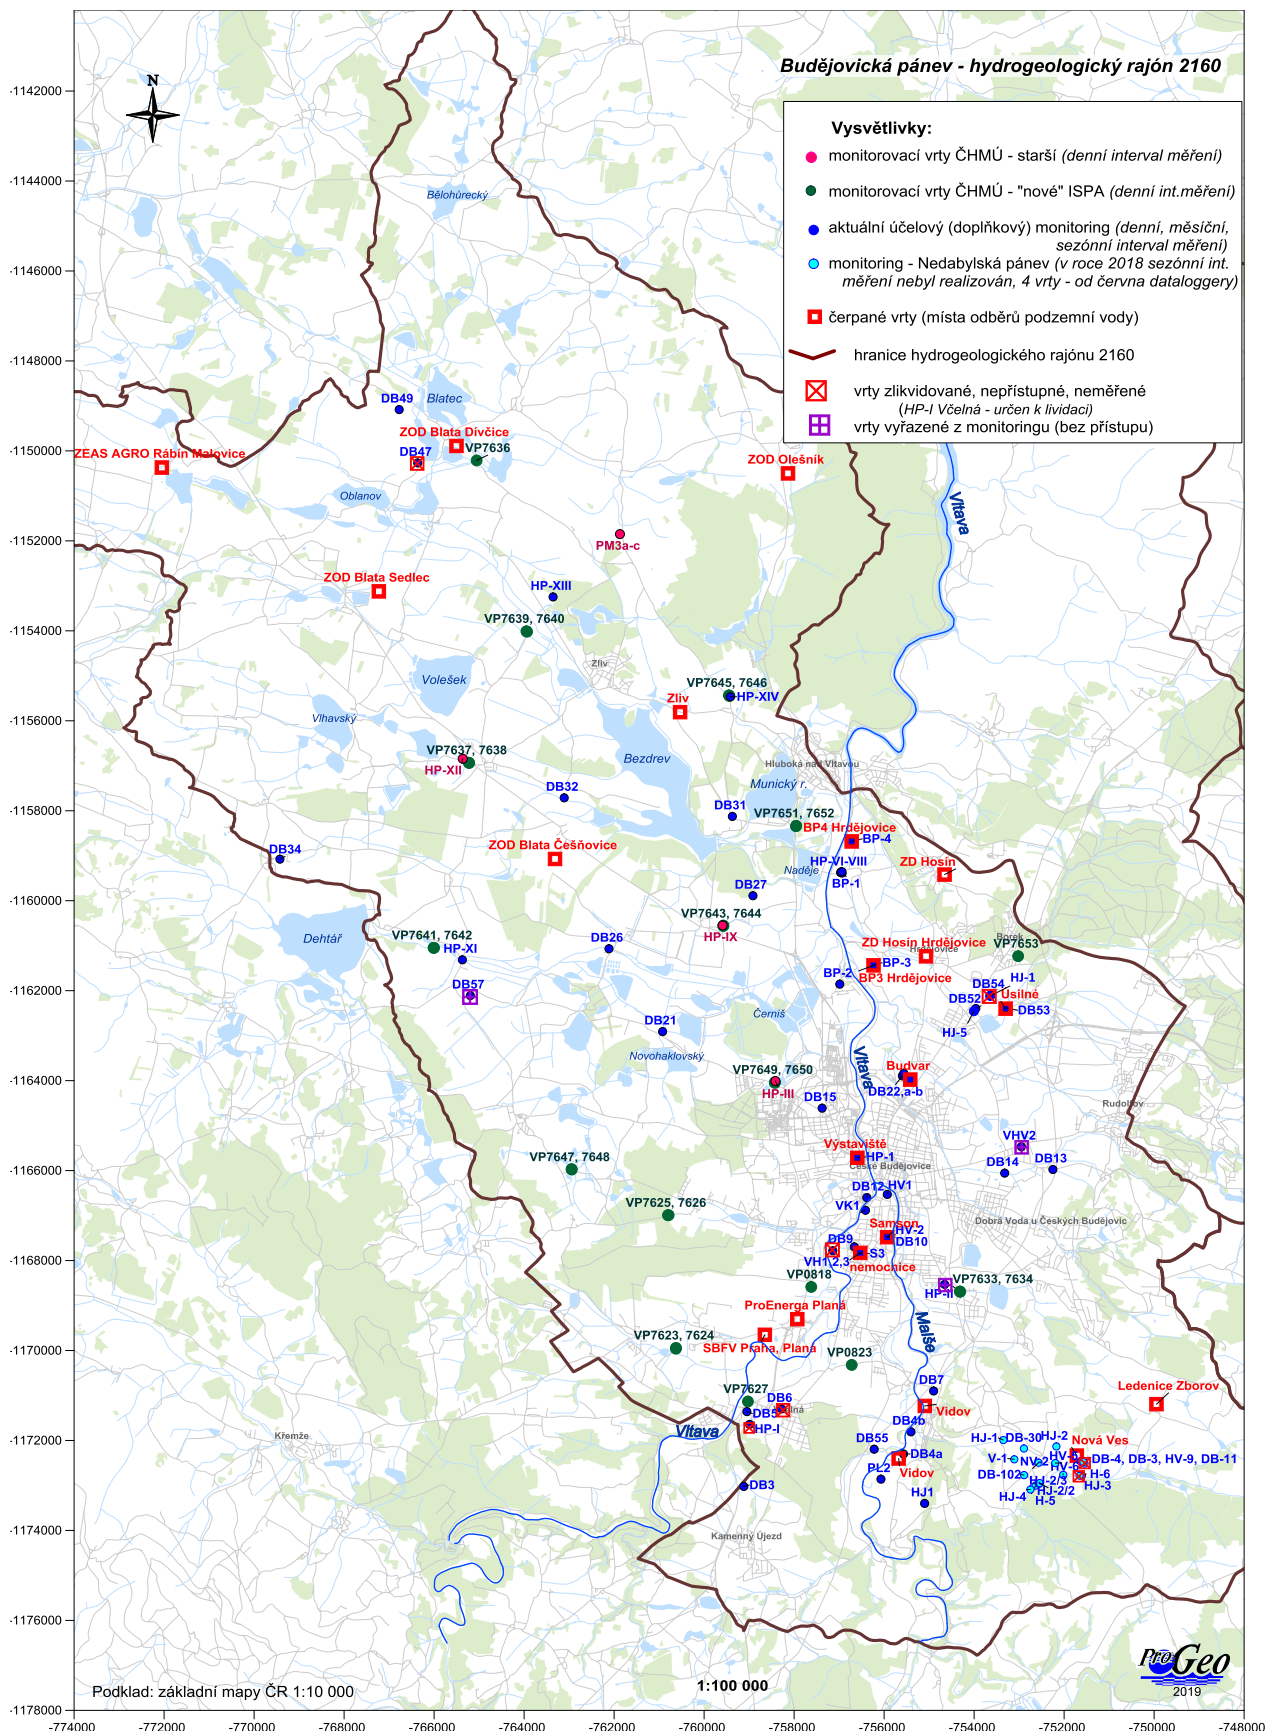 Budějovická pánev - hydrogeologický rajón 2160
Vysvětlivky:
monitorovací vrty ČHMÚ - starší (denní interval měření)
monitorovací vrty ČHMÚ - "nové" ISPA (denní int.měření)
aktuální účelový (doplňkový) monitoring (denní, měsíční,
sezónní interval měření)
monitoring - Nedabylská pánev (v roce 2018 sezónní int.
měření nebyl realizován, 4 vrty - od června dataloggery)
čerpané vrty (místa odběrů podzemní vody)
hranice hydrogeologického rajónu 2160
vrty zlikvidované, nepřístupné, neměřené
(HP-I Včelná - určen k lividaci)
vrty vyřazené z monitoringu (bez přístupu)
N
-1142000
-1144000
-1146000
-1148000
-1150000
-1152000
-1154000
-1156000
-1158000
-1160000
-1162000
-1164000
-1166000
-1168000
-1170000
-1172000
-1174000
-1176000
-1178000
Bělohůrecký
DB49
Blatec
ZOD Blata Dívčice
ZEAS AGRO Rábín Malovice
DB47
VP7636
ZOD Olešník
Oblanov
Vltava
PM3a-c
ZOD Blata Sedlec
HP-XIII
VP7639, 7640
Zliv
Volešek
VP7645, 7646
HP-XIV
Zliv
Vlhavský
VP7637, 7638
HP-XII
Bezdrev
Hluboká nad Vltavou
Munický r.
DB32
DB31
VP7651, 7652
BP4 Hrdějovice
BP-4
DB34
ZOD Blata Češňovice
HP-VI-VIII
BP-1
Naděje
ZD Hosín
DB27
VP7643, 7644
HP-IX
Dehtář
VP7641, 7642
HP-XI
DB26
ZD Hosín Hrdějovice
Hrdějovice
Borek
VP7653
BP-3
BP-2
BP3 Hrdějovice
DB57
HJ-1
DB54
Úsilné
DB52
DB53
HJ-5
Černiš
DB21
Novohaklovský
Vltava
VP7649, 7650
HP-III
Budvar
DB22,a-b
DB15
Rudolfov
Výstaviště
HP-1
České Budějovice
VHV2
DB14
DB13
VP7647, 7648
VP7625, 7626
DB12
HV1
VK1
Dobrá Voda u Českých Budějovic
Samson
HV-2
DB10
DB9
S3
VH1,2,3
nemocnice
VP0818
HP-II
VP7633, 7634
ProEnerga Planá
SBFV Praha, Planá
VP7623, 7624
VP0823
Malše
VP7627
DB6
DB5
HP-I
DB7
Vidov
Ledenice Zborov
Křemže
Vltava
DB4b
DB55
DB4a
PL2
Vidov
HJ1
DB3
Kamenný Újezd
HJ-1
DB-30
HJ-2
Nová Ves
V-1
NV-2
HV-6
DB-4, DB-3, HV-9, DB-11
DB-102
H-6
HJ-2/3
HJ-3
HJ-2/2
HJ-4
H-5
Podklad: základní mapy ČR 1:10 000
1:100 000
ProGeo
2019
-774000
-772000
-770000
-768000
-766000
-764000
-762000
-760000
-758000
-756000
-754000
-752000
-750000
-748000